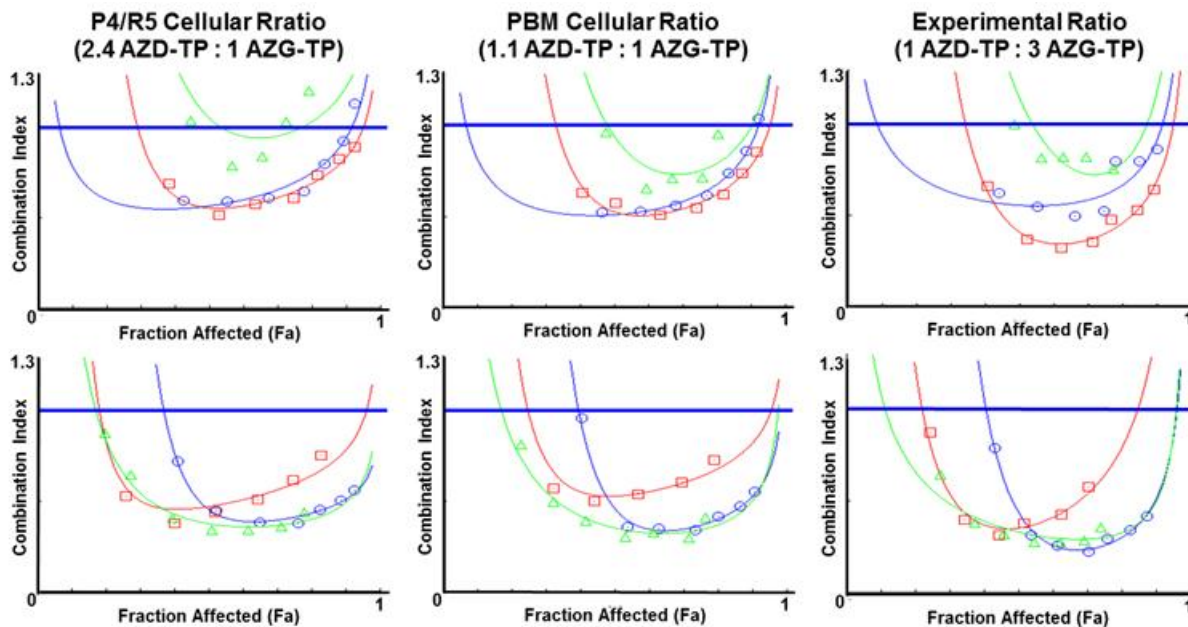 P4/R5 Cellular Rratio
(2.4 AZD-TP : 1 AZG-TP)
PBM Cellular Ratio
(1.1 AZD-TP : 1 AZG-TP)
Experimental Ratio
(1 AZD-TP : 3 AZG-TP)
1.3
Combination Index
0
Fraction Affected (Fa)
1
1.3
Combination Index
0
Fraction Affected (Fa)
1
1.3
Combination Index
0
Fraction Affected (Fa)
1
1.3
Combination Index
0
Fraction Affected (Fa)
1
1.3
Combination Index
0
Fraction Affected (Fa)
1
1.3
Combination Index
0
Fraction Affected (Fa)
1